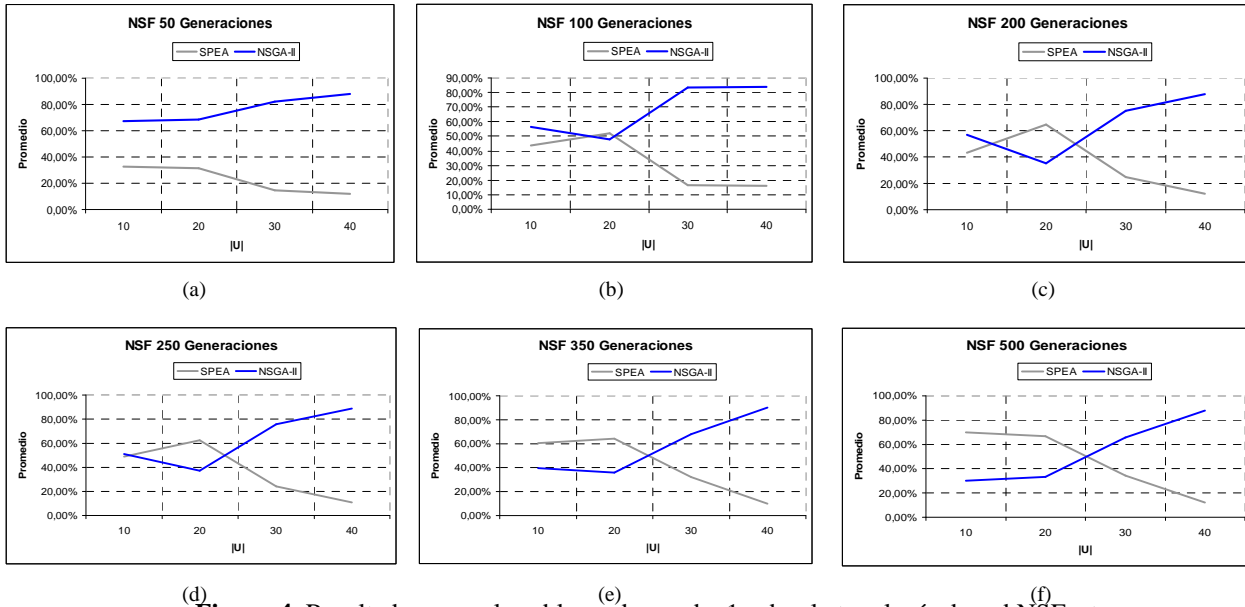 NSF 50 Generaciones
SPEA NSGA-II
100,00%
80,00%
60,00%
40,00%
20,00%
0,00%
Promedio
10 20 30 40
|U|
(a)
NSF 100 Generaciones
SPEA NSGA-II
90,00%
80,00%
70,00%
60,00%
50,00%
40,00%
30,00%
20,00%
10,00%
0,00%
Promedio
10 20 30 40
|U|
(b)
NSF 200 Generaciones
SPEA NSGA-II
100,00%
80,00%
60,00%
40,00%
20,00%
0,00%
Promedio
10 20 30 40
|U|
(c)
NSF 250 Generaciones
SPEA NSGA-II
100,00%
80,00%
60,00%
40,00%
20,00%
0,00%
Promedio
10 20 30 40
|U|
(d)
NSF 350 Generaciones
SPEA NSGA-II
100,00%
80,00%
60,00%
40,00%
20,00%
0,00%
Promedio
10 20 30 40
|U|
(e)
NSF 500 Generaciones
SPEA NSGA-II
100,00%
80,00%
60,00%
40,00%
20,00%
0,00%
Promedio
10 20 30 40
|U|
(f)